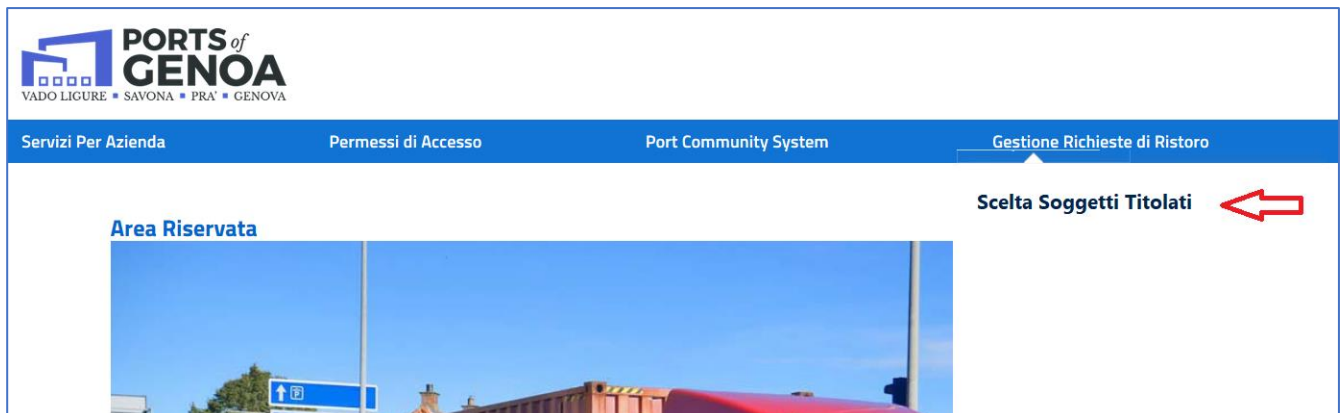 PORTS of
GENOA
VADO LIGURE ▪ SAVONA ▪ PRA' ▪ GENOVA
Servizi Per Azienda Permessi di Accesso Port Community System Gestione Richieste di Ristoro
Scelta Soggetti Titolati
Area Riservata
P